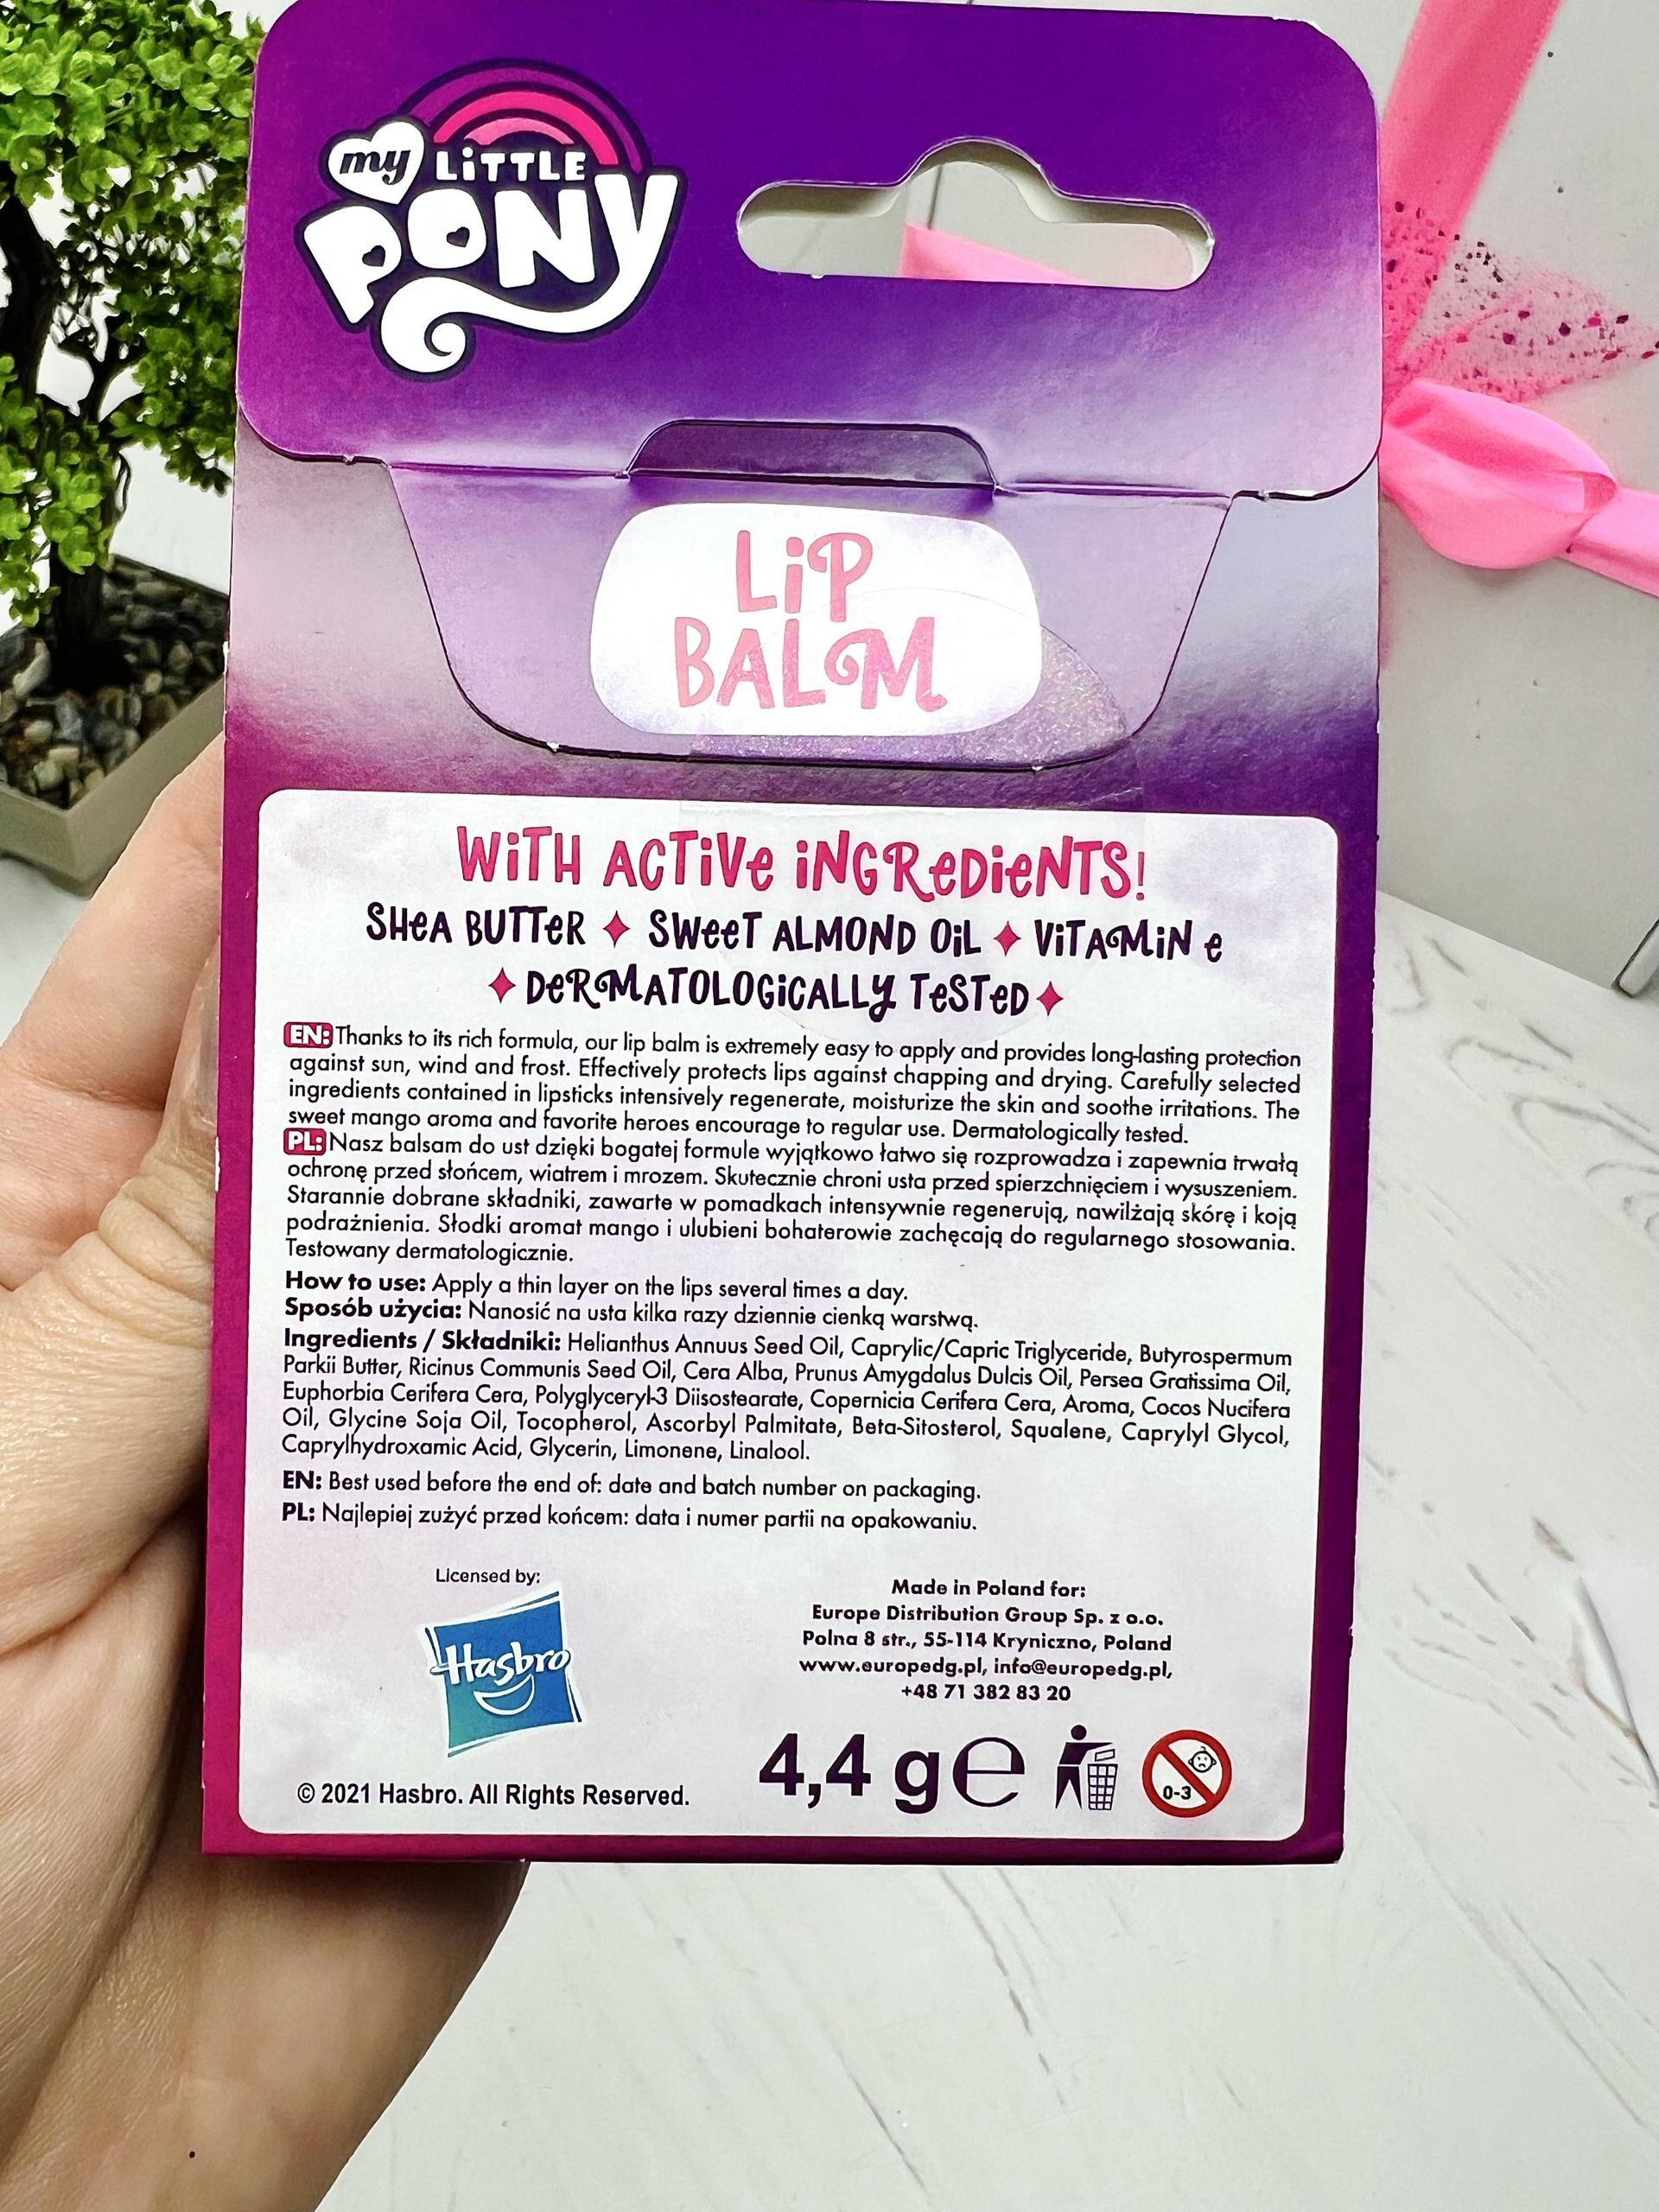 my LiTTLE
PONY
LiP
BALM
WiTH ACTiVe iNGReDieNTS!
SHeA BUTTeR ✦ SWeeT ALMOND OiL ✦ ViTAMiN e
✦ DeRMATOLOGiCALLY TeSTeD ✦
EN: Thanks to its rich formula, our lip balm is extremely easy to apply and provides long-lasting protection
against sun, wind and frost. Effectively protects lips against chapping and drying. Carefully selected
ingredients contained in lipsticks intensively regenerate, moisturize the skin and soothe irritations. The
sweet mango aroma and favorite heroes encourage to regular use. Dermatologically tested.
PL: Nasz balsam do ust dzięki bogatej formule wyjątkowo łatwo się rozprowadza i zapewnia trwałą
ochronę przed słońcem, wiatrem i mrozem. Skutecznie chroni usta przed spierzchnięciem i wysuszeniem.
Starannie dobrane składniki, zawarte w pomadkach intensywnie regenerują, nawilżają skórę i koją
podrażnienia. Słodki aromat mango i ulubieni bohaterowie zachęcają do regularnego stosowania.
Testowany dermatologicznie.
How to use: Apply a thin layer on the lips several times a day.
Sposób użycia: Nanosić na usta kilka razy dziennie cienką warstwą.
Ingredients / Składniki: Helianthus Annuus Seed Oil, Caprylic/Capric Triglyceride, Butyrospermum
Parkii Butter, Ricinus Communis Seed Oil, Cera Alba, Prunus Amygdalus Dulcis Oil, Persea Gratissima Oil,
Euphorbia Cerifera Cera, Polyglyceryl-3 Diisostearate, Copernicia Cerifera Cera, Aroma, Cocos Nucifera
Oil, Glycine Soja Oil, Tocopherol, Ascorbyl Palmitate, Beta-Sitosterol, Squalene, Caprylyl Glycol,
Caprylhydroxamic Acid, Glycerin, Limonene, Linalool.
EN: Best used before the end of: date and batch number on packaging.
PL: Najlepiej zużyć przed końcem: data i numer partii na opakowaniu.
Licensed by:
Hasbro
© 2021 Hasbro. All Rights Reserved.
Made in Poland for:
Europe Distribution Group Sp. z o.o.
Polna 8 str., 55-114 Kryniczno, Poland
www.europedg.pl, info@europedg.pl,
+48 71 382 83 20
4,4 g ℮
0-3